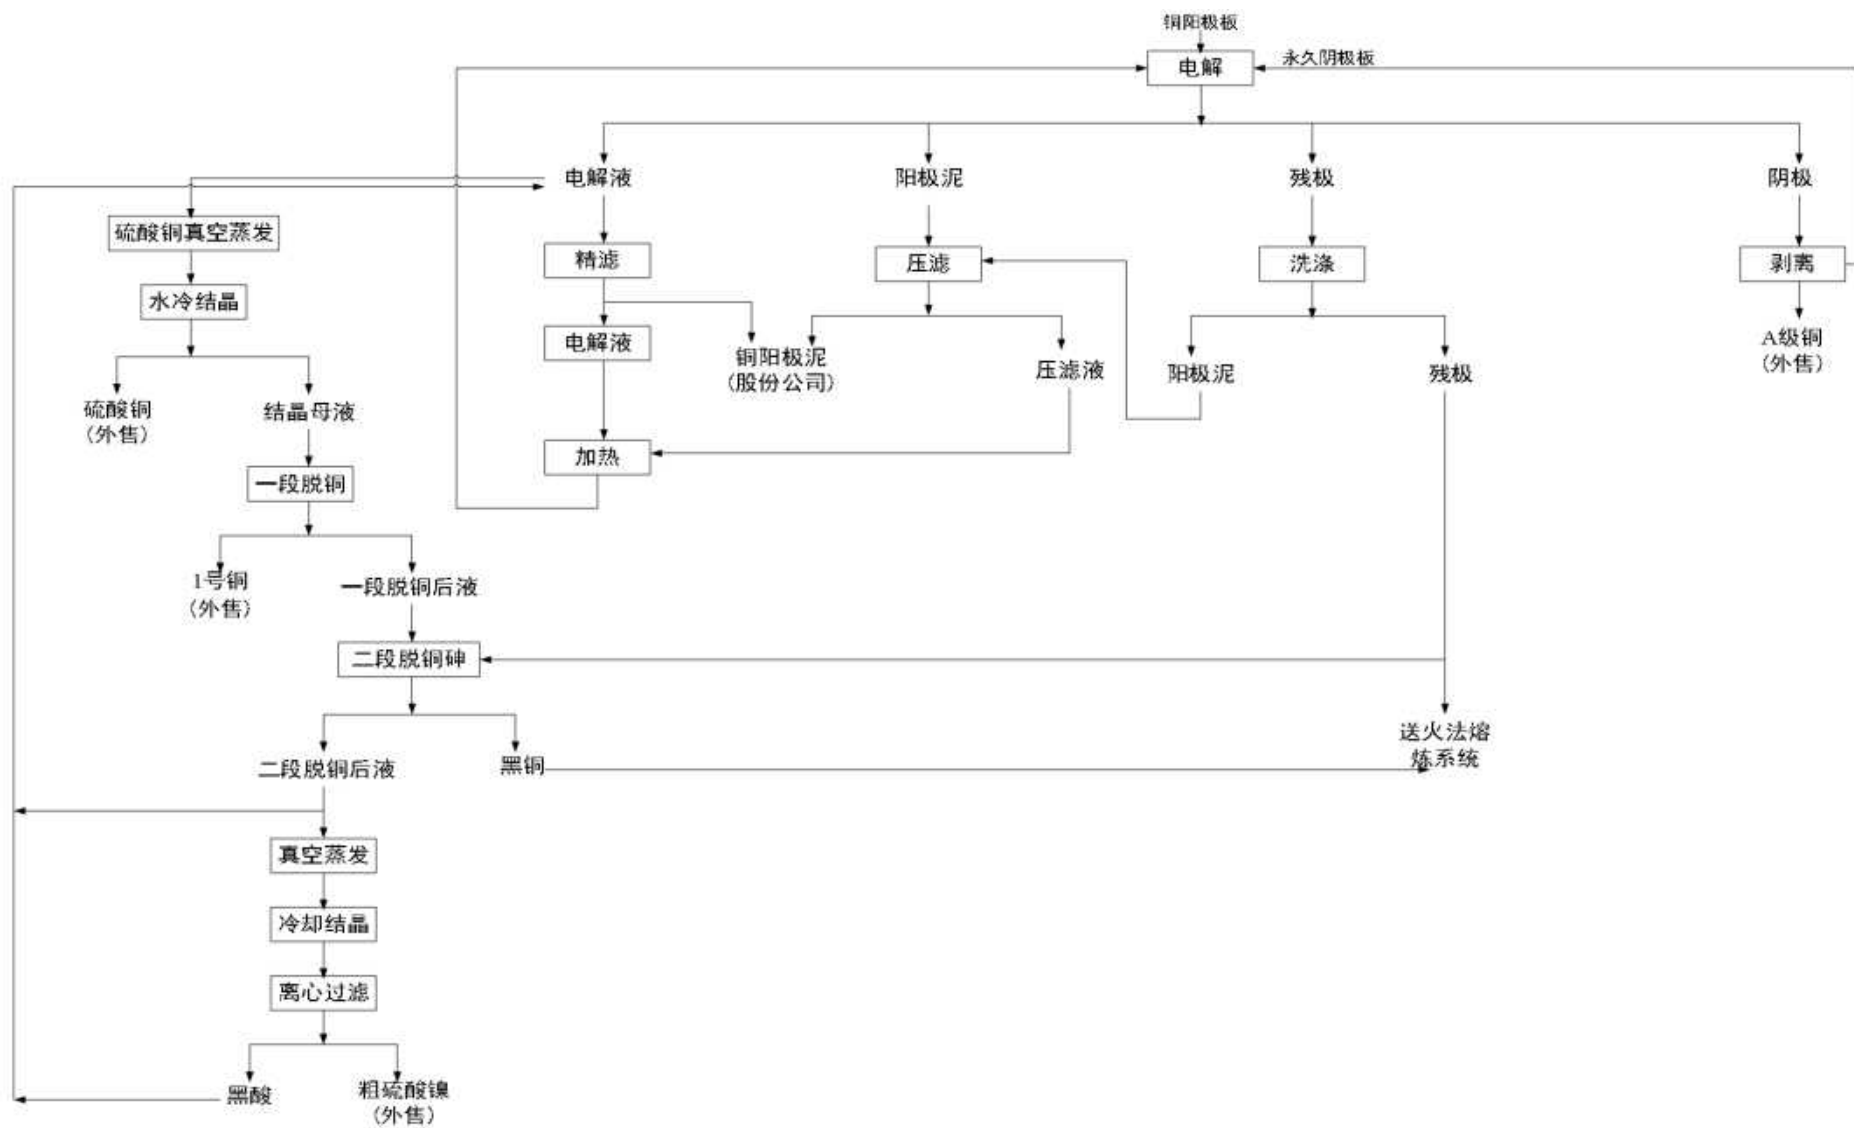 铜阳极板
电解
永久阴极板
电解液
阳极泥
残极
阴极
硫酸铜真空蒸发
精滤
压滤
洗涤
剥离
水冷结晶
电解液
铜阳极泥
(股份公司)
压滤液
阳极泥
残极
A级铜
(外售)
硫酸铜
(外售)
结晶母液
加热
一段脱铜
1号铜
(外售)
一段脱铜后液
二段脱铜砷
送火法熔
炼系统
二段脱铜后液
黑铜
真空蒸发
冷却结晶
离心过滤
黑酸
粗硫酸镍
(外售)